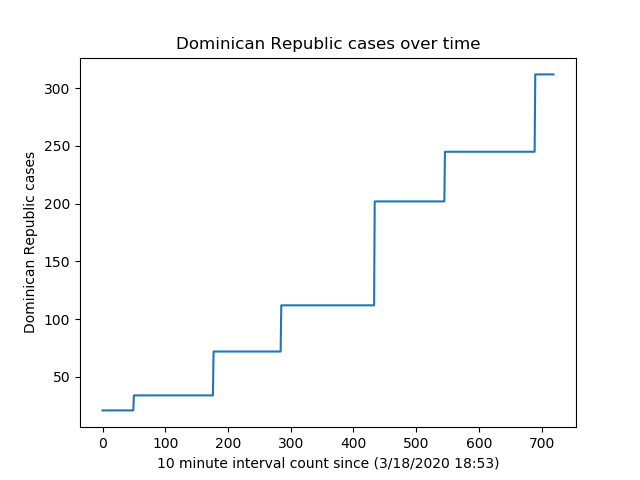 Dominican Republic cases over time
Dominican Republic cases
300
250
200
150
100
50
0 100 200 300 400 500 600 700
10 minute interval count since (3/18/2020 18:53)